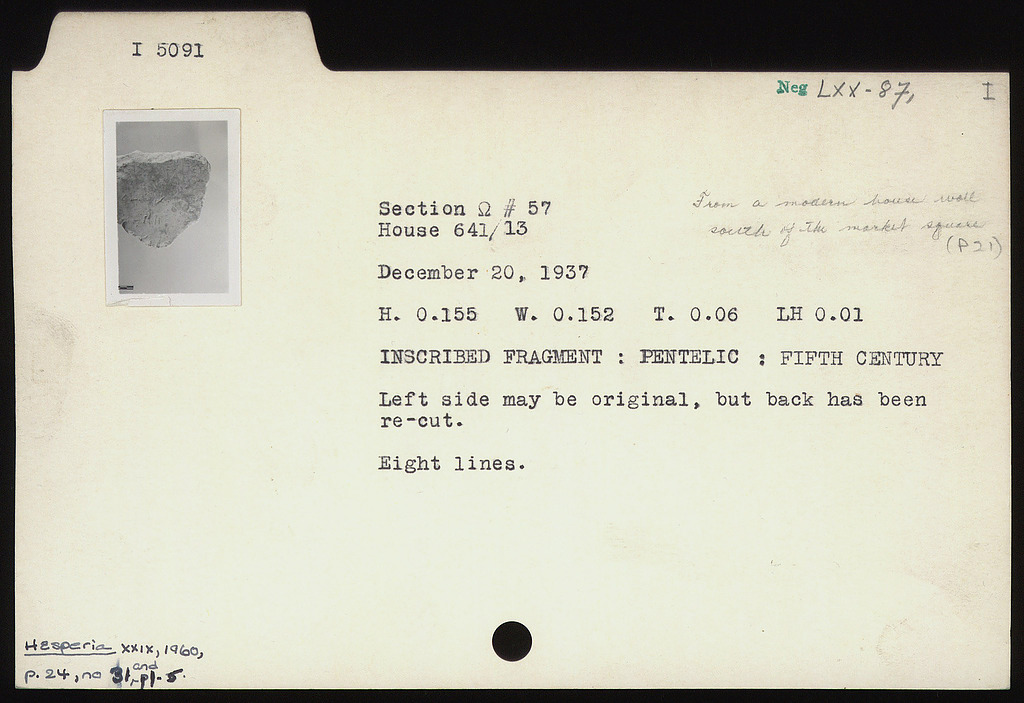 I 5091
Neg LXX-87,
I
From a modern house wall
south of the market square
(P 21)
Section Ω # 57
House 641/13
December 20, 1937
H. 0.155 W. 0.152 T. 0.06 LH 0.01
INSCRIBED FRAGMENT : PENTELIC : FIFTH CENTURY
Left side may be original, but back has been
re-cut.
Eight lines.
Hesperia XXIX, 1960,
p. 24, no 31, and pl. 5.